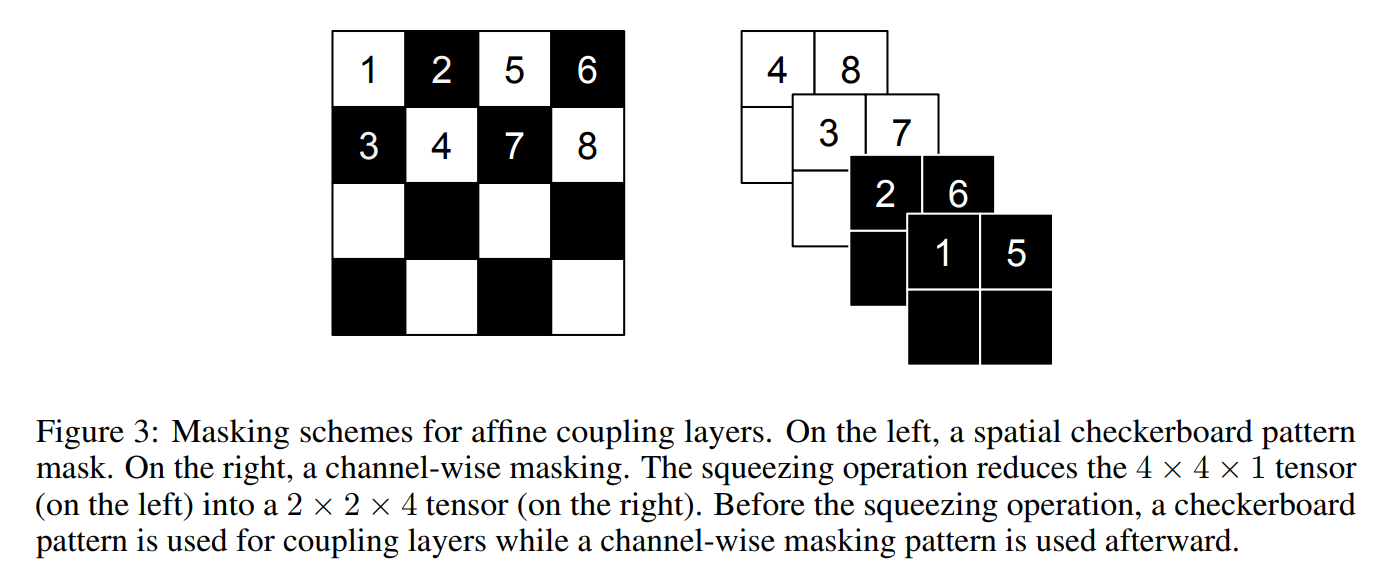 1 2 5 6
3 4 7 8
4 8
3 7
2 6
1 5
Figure 3: Masking schemes for affine coupling layers. On the left, a spatial checkerboard pattern
mask. On the right, a channel-wise masking. The squeezing operation reduces the 4 × 4 × 1 tensor
(on the left) into a 2 × 2 × 4 tensor (on the right). Before the squeezing operation, a checkerboard
pattern is used for coupling layers while a channel-wise masking pattern is used afterward.